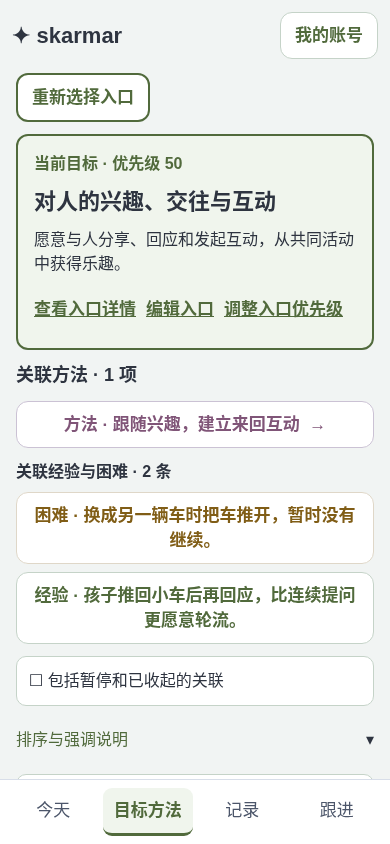 ✦ skarmar
我的账号
重新选择入口
当前目标 · 优先级 50
对人的兴趣、交往与互动
愿意与人分享、回应和发起互动，从共同活动
中获得乐趣。
查看入口详情 编辑入口 调整入口优先级
关联方法 · 1 项
方法 · 跟随兴趣，建立来回互动 →
关联经验与困难 · 2 条
困难 · 换成另一辆车时把车推开，暂时没有
继续。
经验 · 孩子推回小车后再回应，比连续提问
更愿意轮流。
☐ 包括暂停和已收起的关联
排序与强调说明 ▾
今天 目标方法 记录 跟进